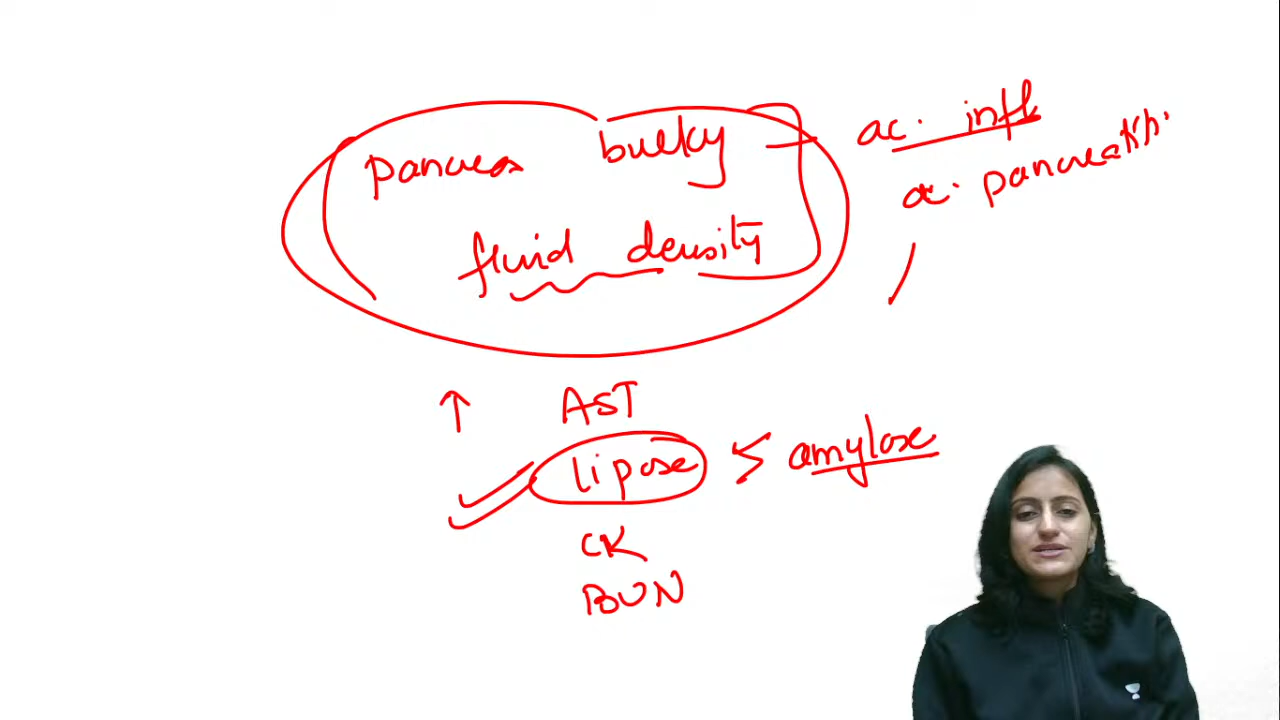 pancreas bulky → ac. infl
ac. pancreatitis
fluid density
↑ AST
lipase < amylase
CK
BUN